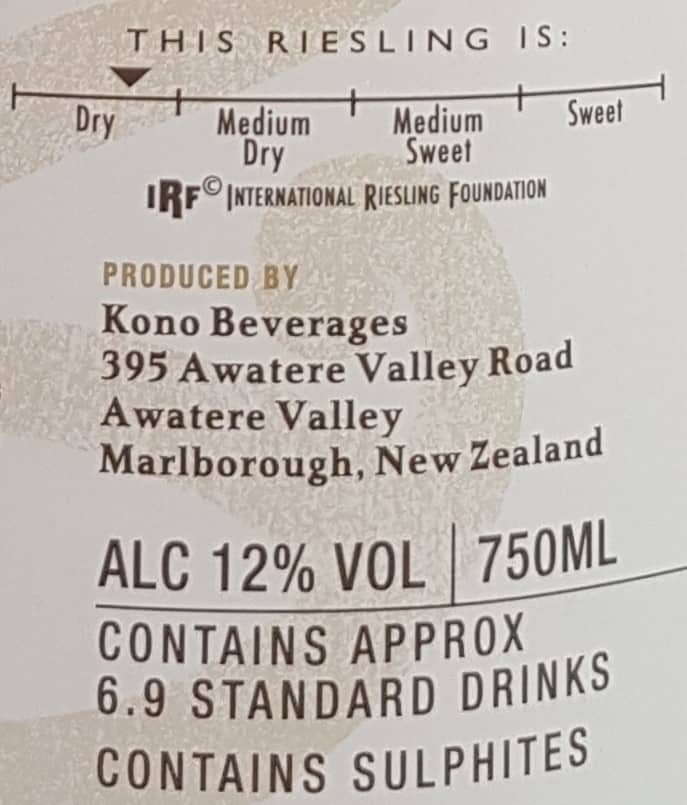 THIS RIESLING IS:
Dry Medium Dry Medium Sweet Sweet
IRF© INTERNATIONAL RIESLING FOUNDATION
PRODUCED BY
Kono Beverages
395 Awatere Valley Road
Awatere Valley
Marlborough, New Zealand
ALC 12% VOL 750ML
CONTAINS APPROX
6.9 STANDARD DRINKS
CONTAINS SULPHITES